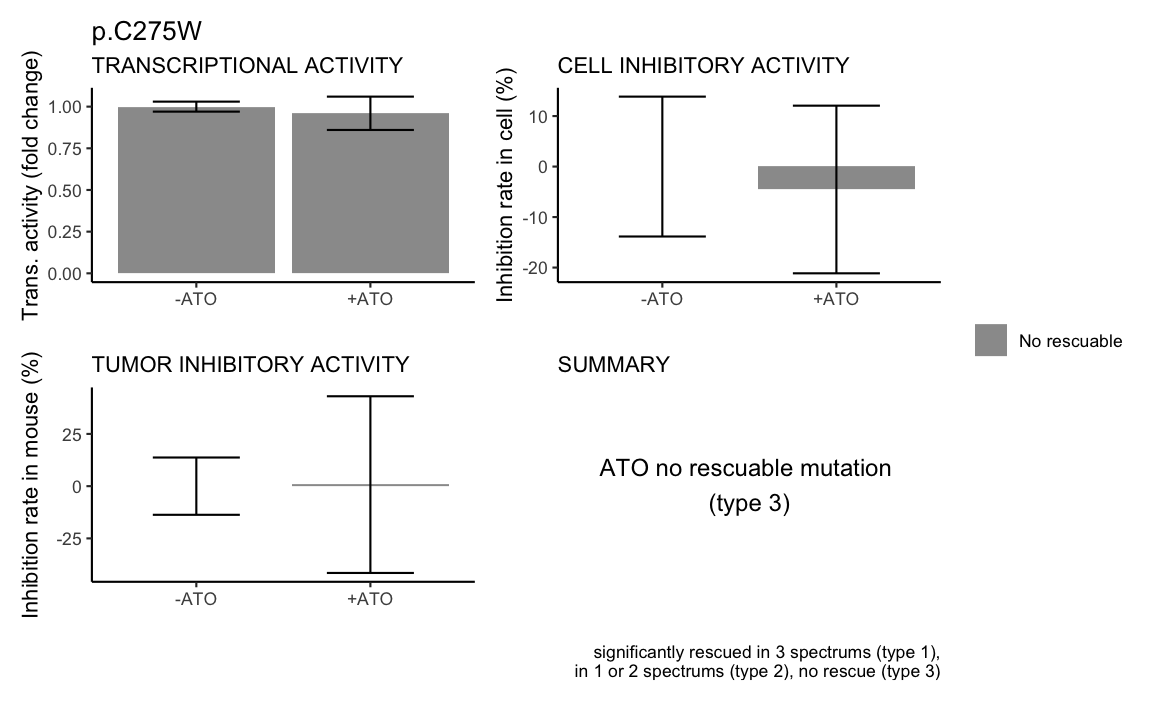 p.C275W
TRANSCRIPTIONAL ACTIVITY
Trans. activity (fold change)
1.00
0.75
0.50
0.25
0.00
-ATO
+ATO
CELL INHIBITORY ACTIVITY
Inhibition rate in cell (%)
10
0
-10
-20
-ATO
+ATO
No rescuable
TUMOR INHIBITORY ACTIVITY
Inhibition rate in mouse (%)
25
0
-25
-ATO
+ATO
SUMMARY
ATO no rescuable mutation
(type 3)
significantly rescued in 3 spectrums (type 1),
in 1 or 2 spectrums (type 2), no rescue (type 3)